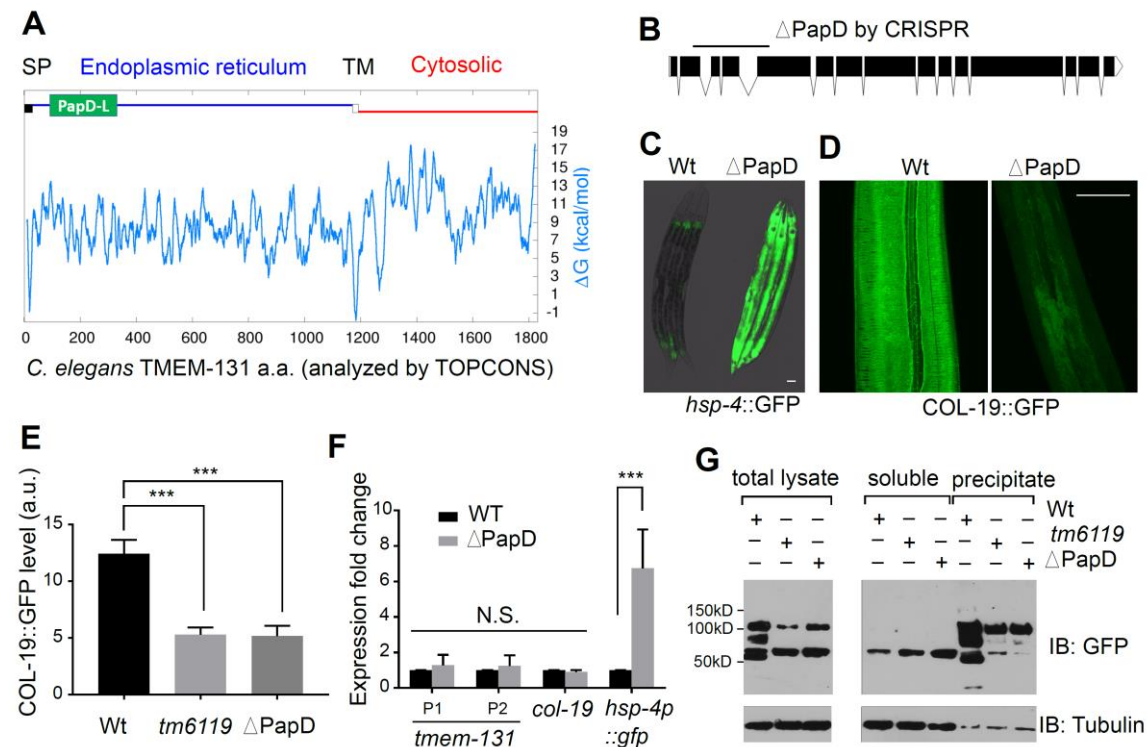 A
SP Endoplasmic reticulum TM Cytosolic
PapD-L
19
17
15
13
11
9
7
5
3
1
-1
ΔG (kcal/mol)
0 200 400 600 800 1000 1200 1400 1600 1800
C. elegans TMEM-131 a.a. (analyzed by TOPCONS)
B
△PapD by CRISPR
C
Wt △PapD
hsp-4::GFP
D
Wt △PapD
COL-19::GFP
E
COL-19::GFP level (a.u.)
15
10
5
0
***
***
Wt tm6119 △PapD
F
Expression fold change
10
8
6
4
2
0
WT
△PapD
N.S.
***
P1 P2 col-19 hsp-4p
tmem-131 ::gfp
G
total lysate soluble precipitate
+ – – + – – + – – Wt
– + – – + – – + – tm6119
– – + – – + – – + △PapD
150kD
100kD
50kD
IB: GFP
IB: Tubulin